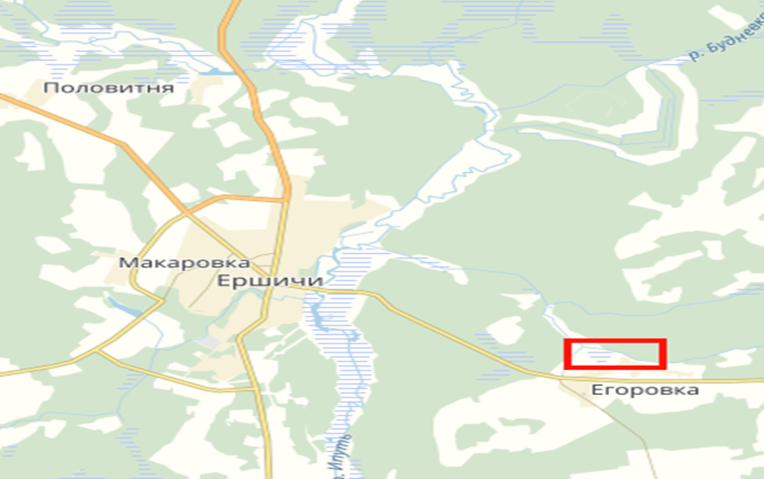 р. Будневка
Половитня
Макаровка
Ершичи
Егоровка
р. Ипуть